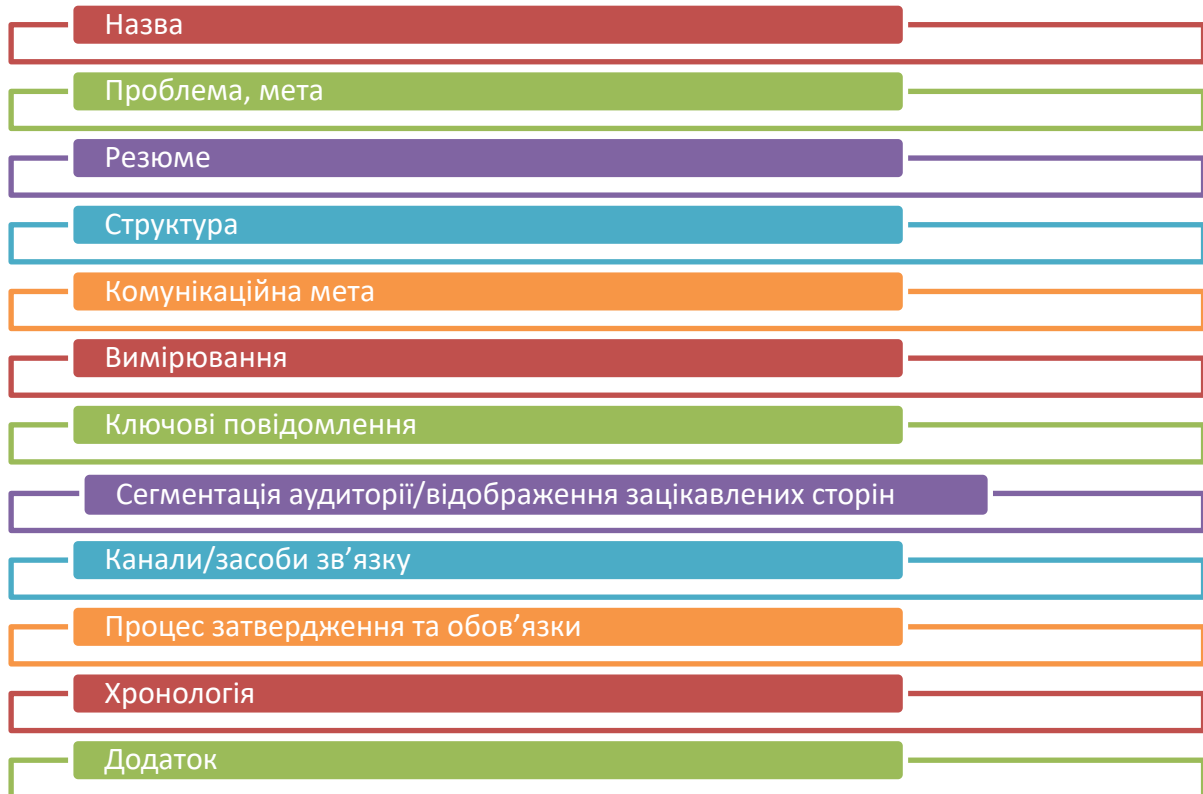 Назва
Проблема, мета
Резюме
Структура
Комунікаційна мета
Вимірювання
Ключові повідомлення
Сегментація аудиторії/відображення зацікавлених сторін
Канали/засоби зв’язку
Процес затвердження та обов’язки
Хронологія
Додаток